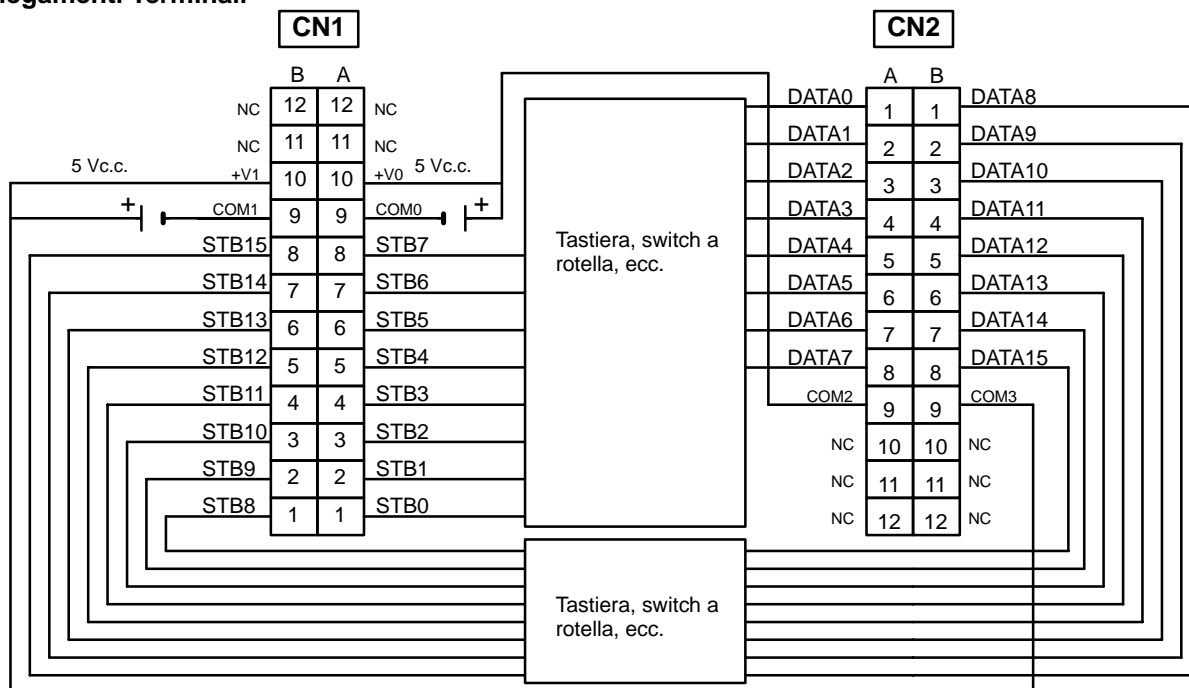 Terminali
CN1
CN2
B A
A B
NC 12 12 NC
NC 11 11 NC
5 Vc.c. +V1 10 10 +V0 5 Vc.c.
+ COM1 9 9 COM0 +
STB15 8 8 STB7
STB14 7 7 STB6
STB13 6 6 STB5
STB12 5 5 STB4
STB11 4 4 STB3
STB10 3 3 STB2
STB9 2 2 STB1
STB8 1 1 STB0
Tastiera, switch a
rotella, ecc.
DATA0 1 1 DATA8
DATA1 2 2 DATA9
DATA2 3 3 DATA10
DATA3 4 4 DATA11
DATA4 5 5 DATA12
DATA5 6 6 DATA13
DATA6 7 7 DATA14
DATA7 8 8 DATA15
COM2 9 9 COM3
NC 10 10 NC
NC 11 11 NC
NC 12 12 NC
Tastiera, switch a
rotella, ecc.